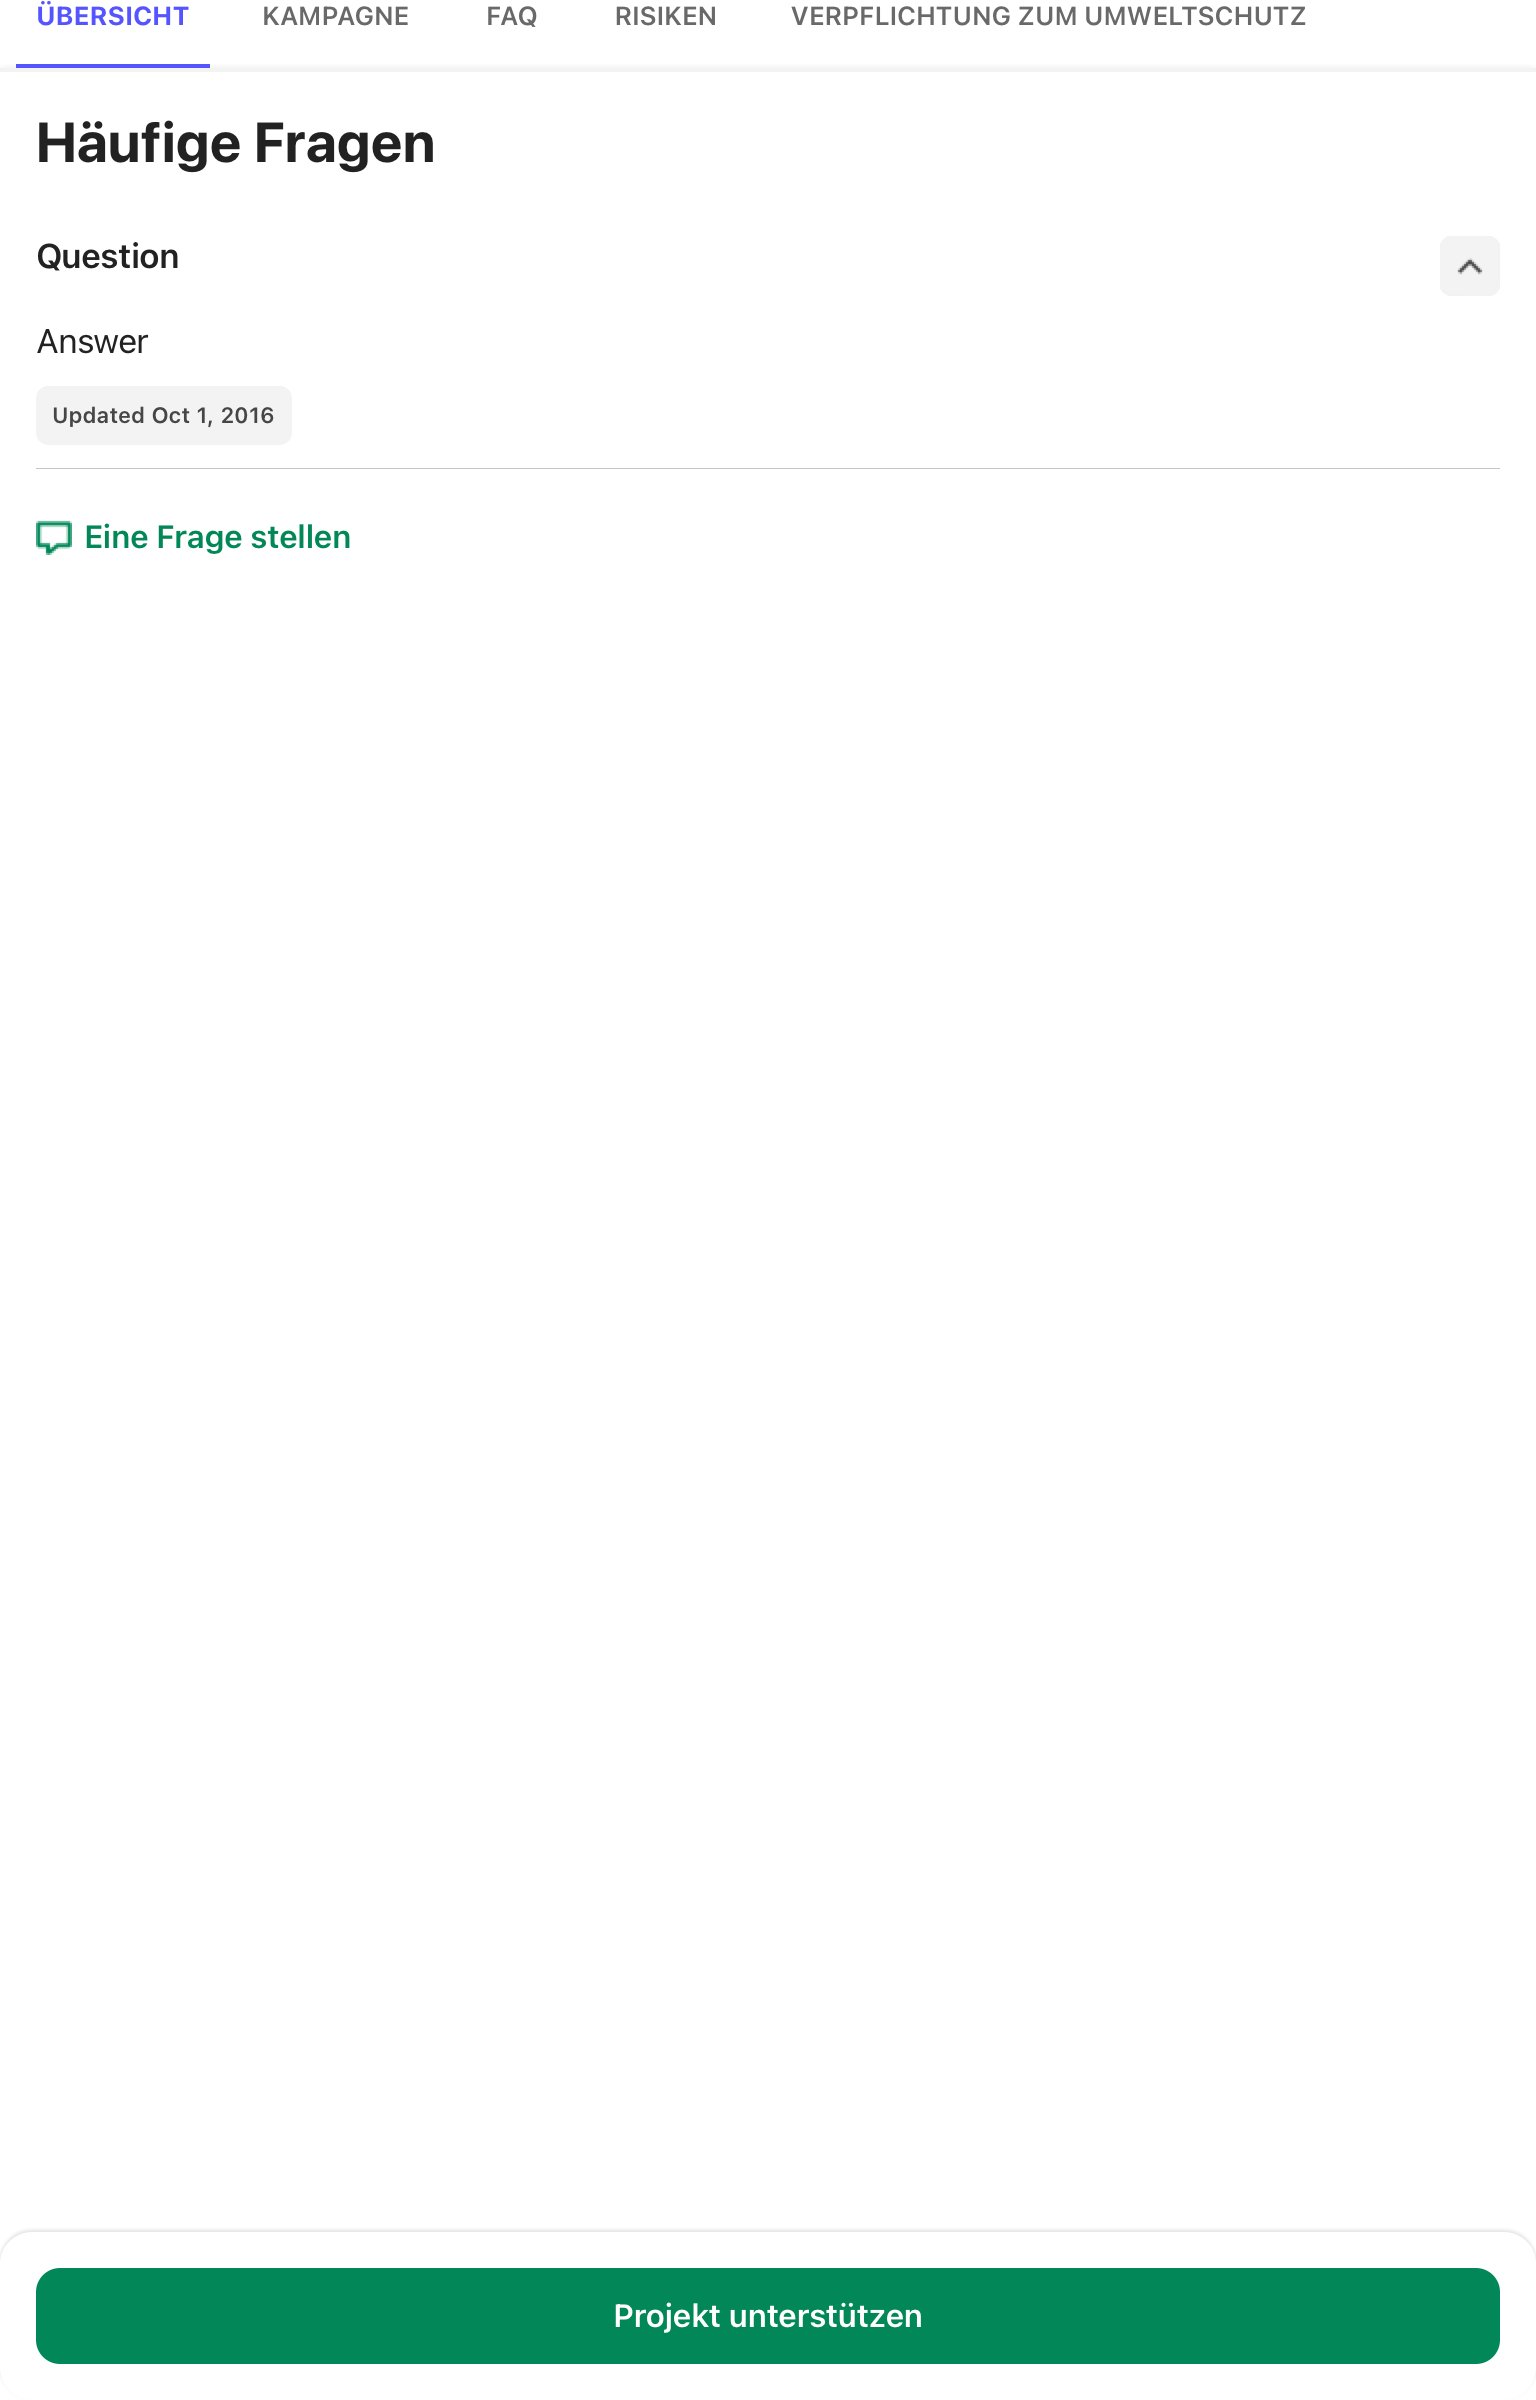 ÜBERSICHT KAMPAGNE FAQ RISIKEN VERPFLICHTUNG ZUM UMWELTSCHUTZ
Häufige Fragen
Question
Answer
Updated Oct 1, 2016
Eine Frage stellen
Projekt unterstützen